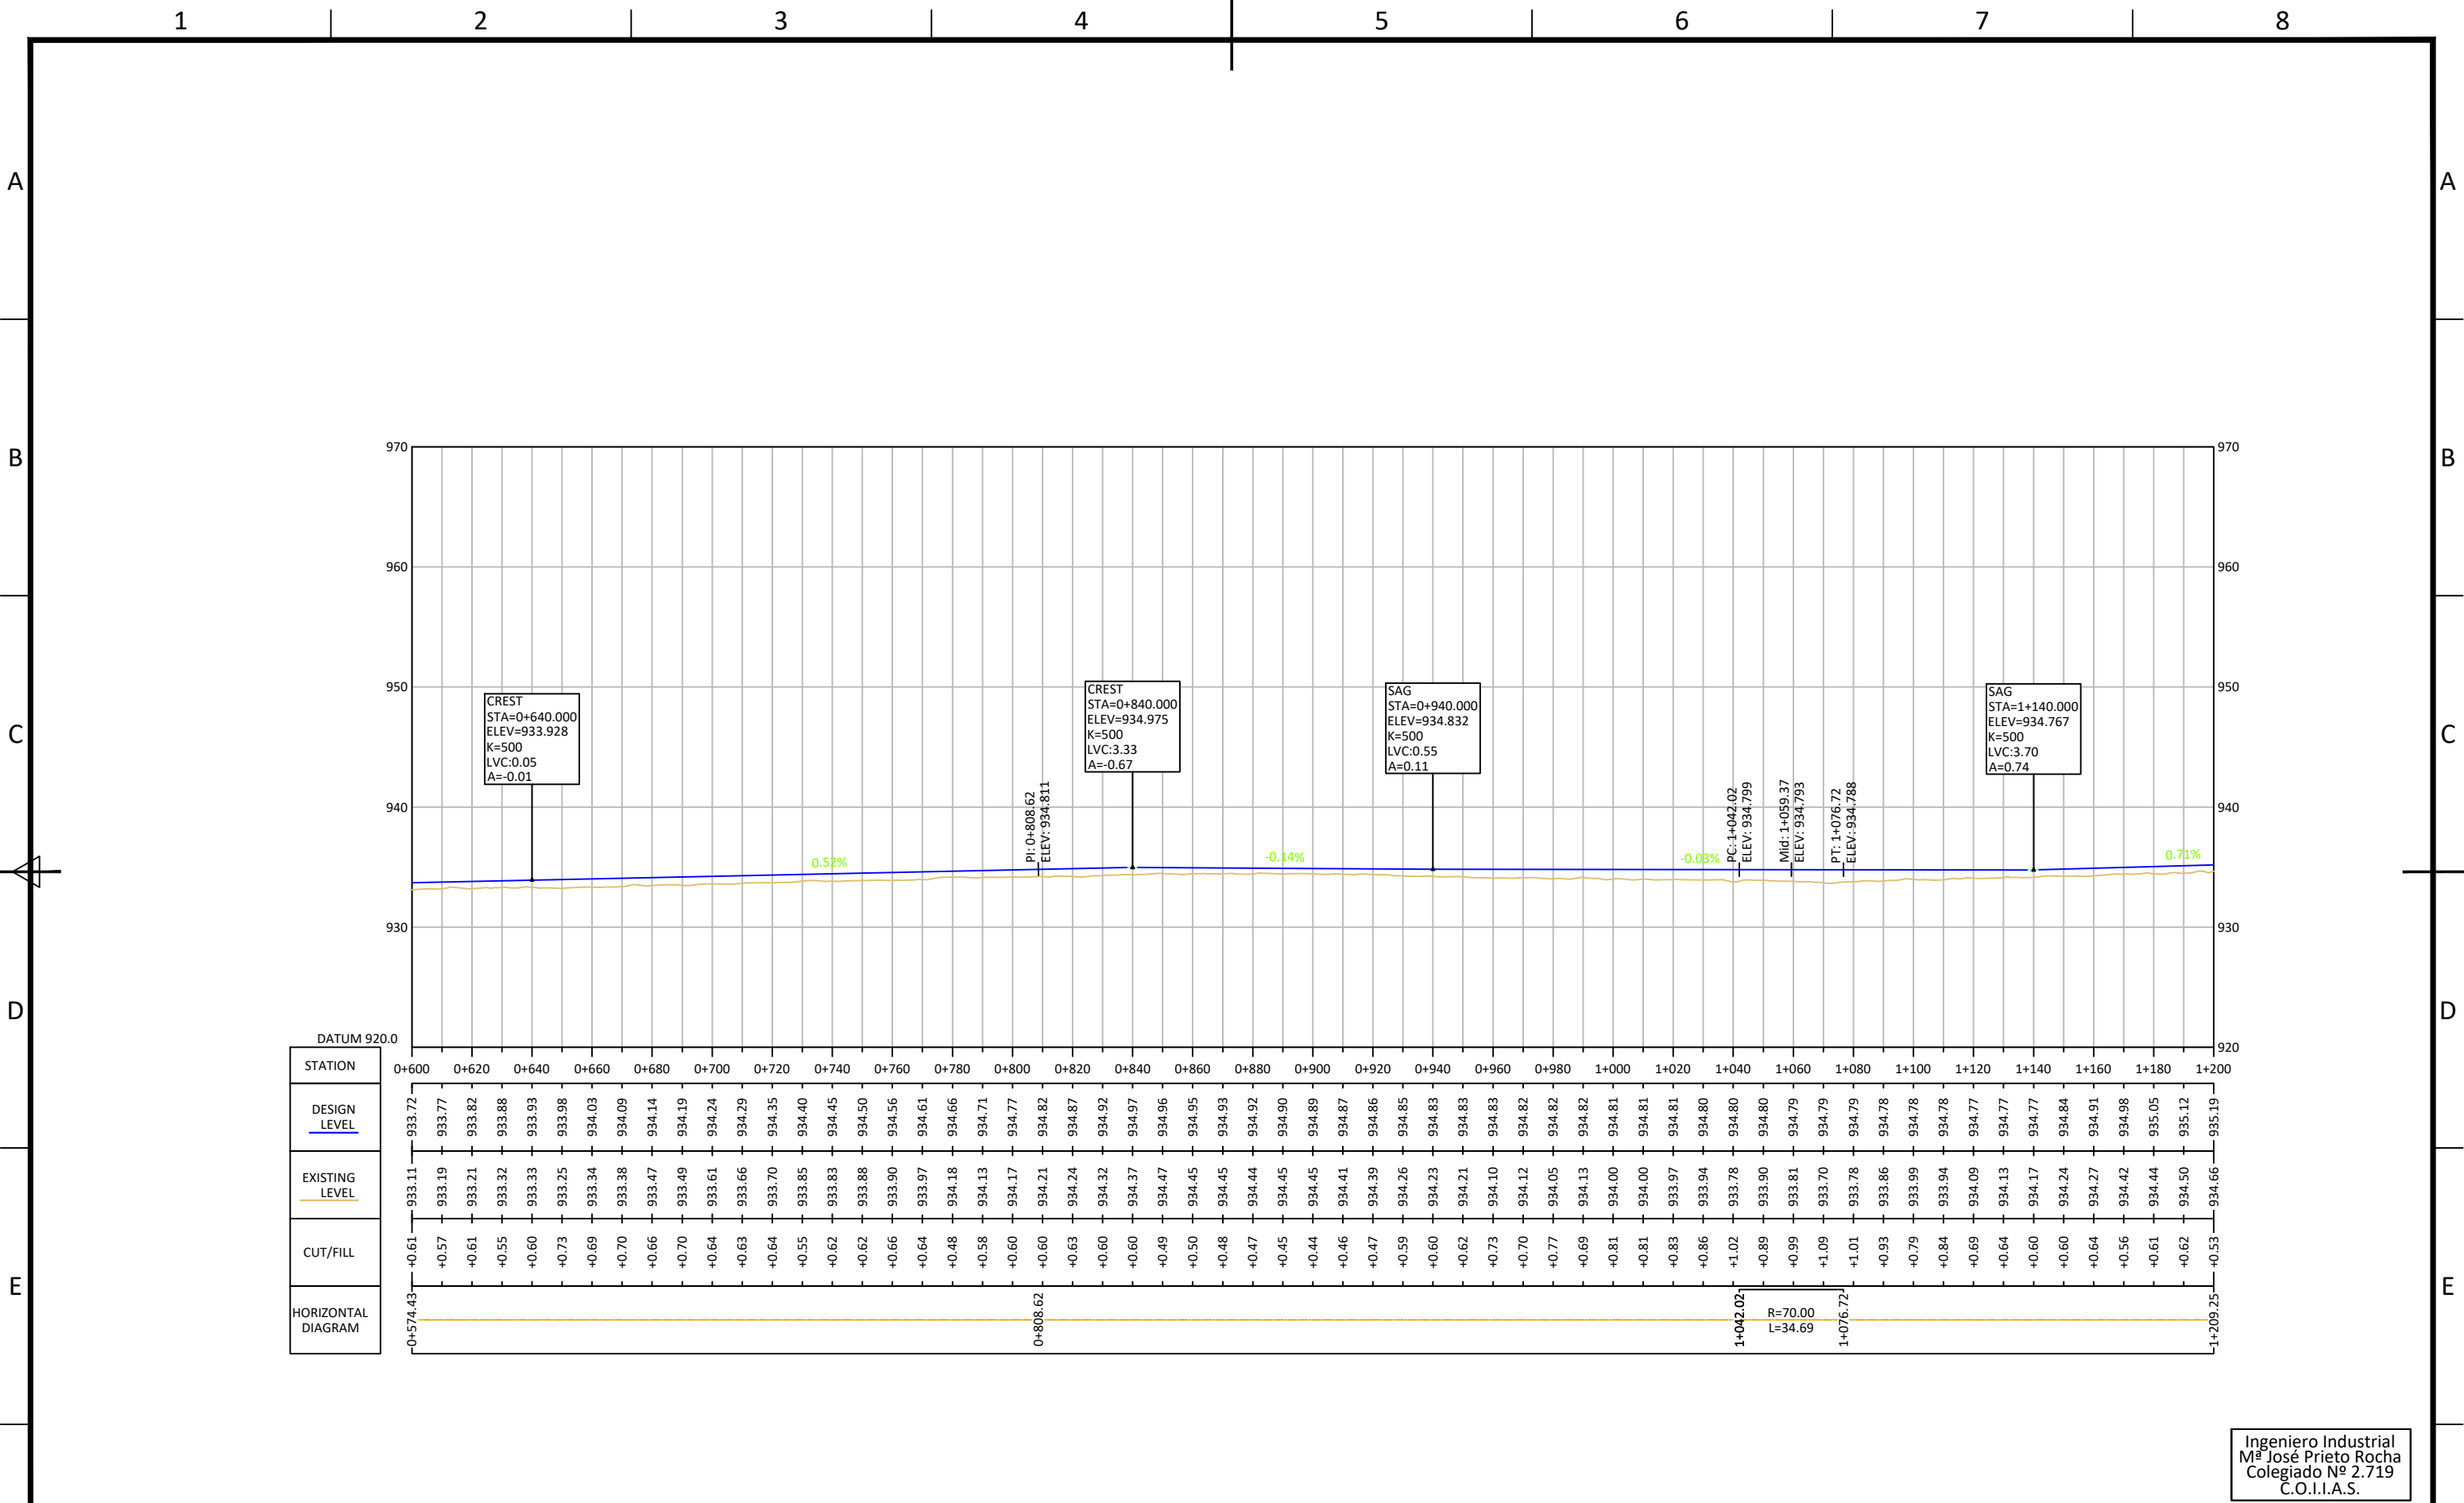 1 2 3 4 5 6 7 8
A A
B B
970 970
960 960
950 950
CREST
STA=0+640.000
ELEV=933.928
K=500
LVC:0.05
A=-0.01
CREST
STA=0+840.000
ELEV=934.975
K=500
LVC:3.33
A=-0.67
SAG
STA=0+940.000
ELEV=934.832
K=500
LVC:0.55
A=0.11
SAG
STA=1+140.000
ELEV=934.767
K=500
LVC:3.70
A=0.74
C C
940 940
PI: 0+808.62
ELEV: 934.811
PC: 1+042.02
ELEV: 934.799
Mid: 1+059.37
ELEV: 934.793
PT: 1+076.72
ELEV: 934.788
0.52% -0.14% -0.03% 0.71%
930 930
D D
DATUM 920.0
920
STATION 0+600 0+620 0+640 0+660 0+680 0+700 0+720 0+740 0+760 0+780 0+800 0+820 0+840 0+860 0+880 0+900 0+920 0+940 0+960 0+980 1+000 1+020 1+040 1+060 1+080 1+100 1+120 1+140 1+160 1+180 1+200
DESIGN
LEVEL
933.72 933.77 933.82 933.88 933.93 933.98 934.03 934.09 934.14 934.19 934.24 934.29 934.35 934.40 934.45 934.50 934.56 934.61 934.66 934.71 934.77 934.82 934.87 934.92 934.97 934.96 934.95 934.93 934.92 934.90 934.89 934.87 934.86 934.85 934.83 934.83 934.83 934.82 934.82 934.82 934.81 934.81 934.81 934.80 934.80 934.80 934.79 934.79 934.79 934.78 934.78 934.78 934.77 934.77 934.77 934.84 934.91 934.98 935.05 935.12 935.19
EXISTING
LEVEL
933.11 933.19 933.21 933.32 933.33 933.25 933.34 933.38 933.47 933.49 933.61 933.66 933.70 933.85 933.83 933.88 933.90 933.97 934.18 934.13 934.17 934.21 934.24 934.32 934.37 934.47 934.45 934.45 934.44 934.45 934.45 934.41 934.39 934.26 934.23 934.21 934.10 934.12 934.05 934.13 934.00 934.00 933.97 933.94 933.78 933.90 933.81 933.70 933.78 933.86 933.99 933.94 934.09 934.13 934.17 934.24 934.27 934.42 934.44 934.50 934.66
CUT/FILL
+0.61 +0.57 +0.61 +0.55 +0.60 +0.73 +0.69 +0.70 +0.66 +0.70 +0.64 +0.63 +0.64 +0.55 +0.62 +0.62 +0.66 +0.64 +0.48 +0.58 +0.60 +0.60 +0.63 +0.60 +0.60 +0.49 +0.50 +0.48 +0.47 +0.45 +0.44 +0.46 +0.47 +0.59 +0.60 +0.62 +0.73 +0.70 +0.77 +0.69 +0.81 +0.81 +0.83 +0.86 +1.02 +0.89 +0.99 +1.09 +1.01 +0.93 +0.79 +0.84 +0.69 +0.64 +0.60 +0.60 +0.64 +0.56 +0.61 +0.62 +0.53
E E
HORIZONTAL
DIAGRAM
0+574.43 0+808.62 1+042.02 1+076.72 1+209.25
R=70.00
L=34.69
Ingeniero Industrial
Mª José Prieto Rocha
Colegiado Nº 2.719
C.O.I.I.A.S.